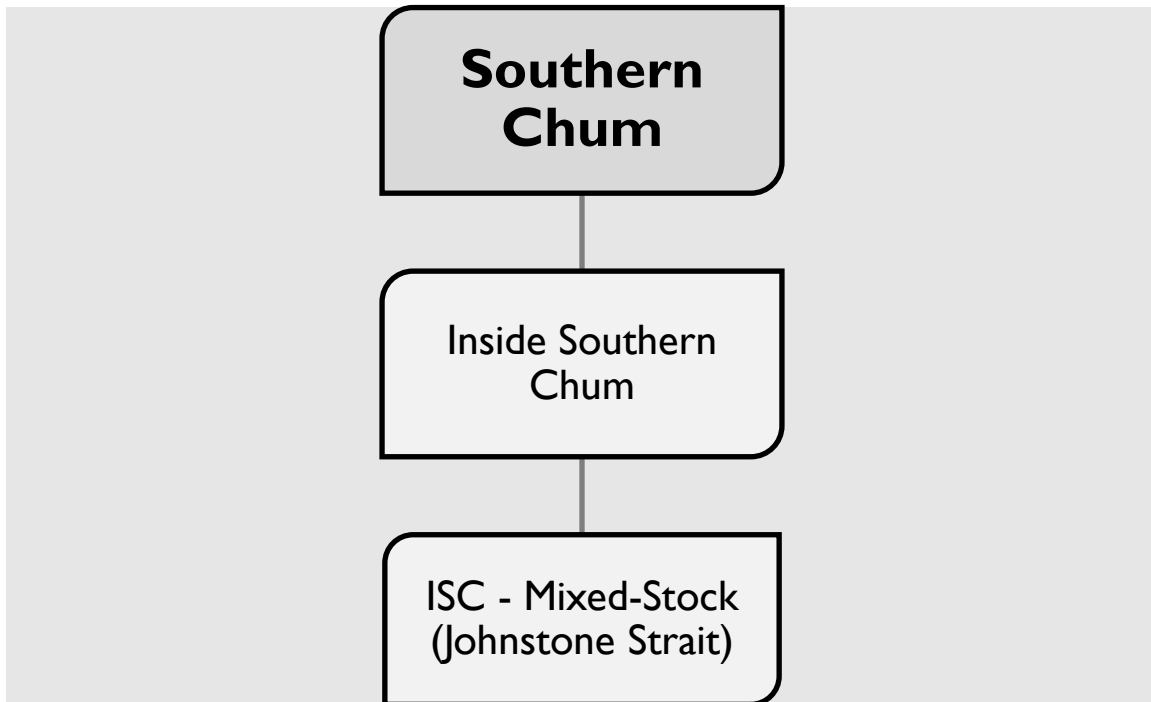 Southern
Chum
Inside Southern
Chum
ISC - Mixed-Stock
(Johnstone Strait)